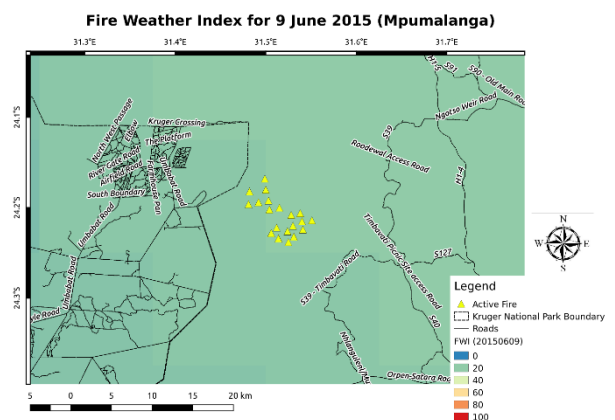 Fire Weather Index for 9 June 2015 (Mpumalanga)
31.3°E 31.4°E 31.5°E 31.6°E 31.7°E
24.1°S
24.2°S
24.3°S
H1-5
S91
S90 - Old Main Road
Ngotso Weir Road
Kruger Crossing
North West Passage
Elbow
The Platform
S39
River Gate Road
Airfield Road
Farmhouse Pan
Umbabat Road
Roodewal Access Road
H1-4
South Boundary
Umbabat Road
Timbavati Picnic Site access Road
S127
Umbabat Road
S39 - Timbavati Road
S40
Road
Orpen-Satara Road
N
W
E
S
Legend
Active Fire
Kruger National Park Boundary
Roads
FWI (20150609)
0
20
40
60
80
100
5 0 5 10 15 20 km